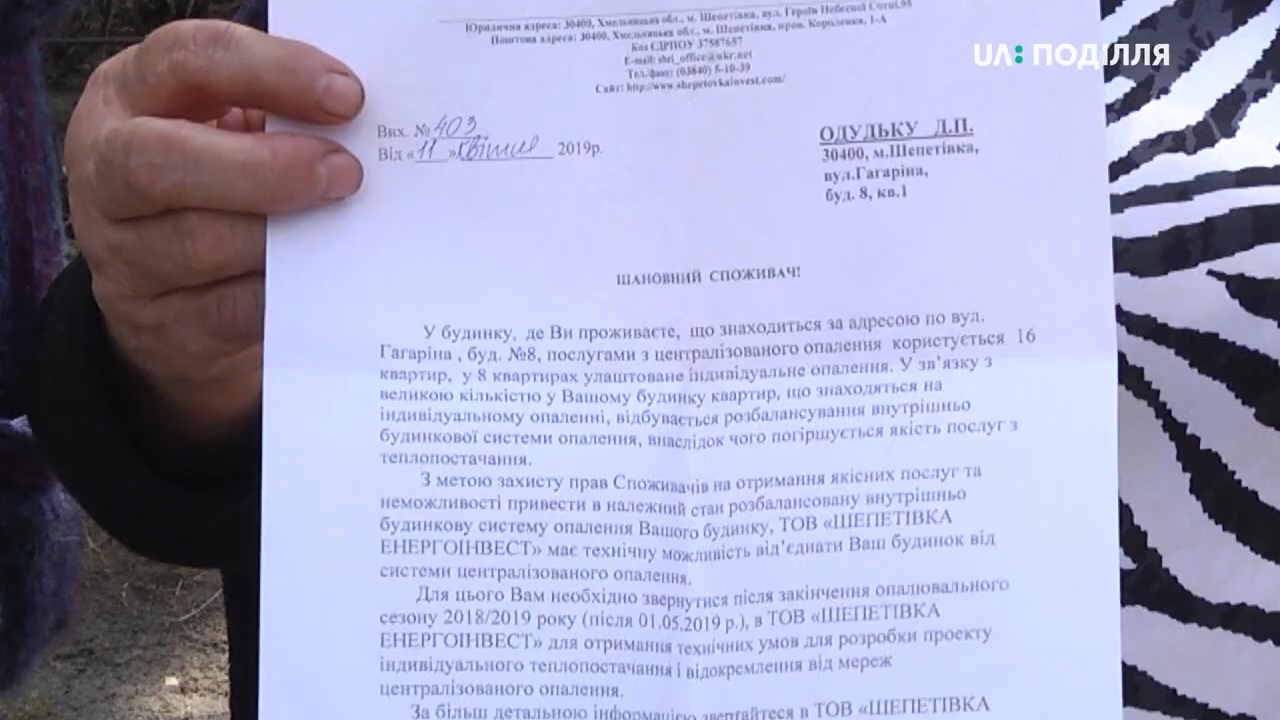 UA: ПОДІЛЛЯ
Юридична адреса: 30400, Хмельницька обл., м. Шепетівка, вул. Героїв Небесної Сотні,95
Поштова адреса: 30400, Хмельницька обл., м. Шепетівка, пров. Короленка, 1-А
Код ЄДРПОУ 37587657
E-mail: shei_office@ukr.net
Тел./факс: (03840) 5-10-39
Сайт: http://www.shepetovkainvest.com/
Вих. № 403
Від «11» квітня 2019р.
ОДУДЬКУ Д.П.
30400, м.Шепетівка,
вул.Гагаріна,
буд. 8, кв.1
ШАНОВНИЙ СПОЖИВАЧ!
У будинку, де Ви проживаєте, що знаходиться за адресою по вул.
Гагаріна , буд. №8, послугами з централізованого опалення користується 16
квартир, у 8 квартирах улаштоване індивідуальне опалення. У зв'язку з
великою кількістю у Вашому будинку квартир, що знаходяться на
індивідуальному опаленні, відбувається розбалансування внутрішньо
будинкової системи опалення, внаслідок чого погіршується якість послуг з
теплопостачання.
З метою захисту прав Споживачів на отримання якісних послуг та
неможливості привести в належний стан розбалансовану внутрішньо
будинкову систему опалення Вашого будинку, ТОВ «ШЕПЕТІВКА
ЕНЕРГОІНВЕСТ» має технічну можливість від'єднати Ваш будинок від
системи централізованого опалення.
Для цього Вам необхідно звернутися після закінчення опалювального
сезону 2018/2019 року (після 01.05.2019 р.), в ТОВ «ШЕПЕТІВКА
ЕНЕРГОІНВЕСТ» для отримання технічних умов для розробки проекту
індивідуального теплопостачання і відокремлення від мереж
централізованого опалення.
За більш детальною інформацією звертайтеся в ТОВ «ШЕПЕТІВКА